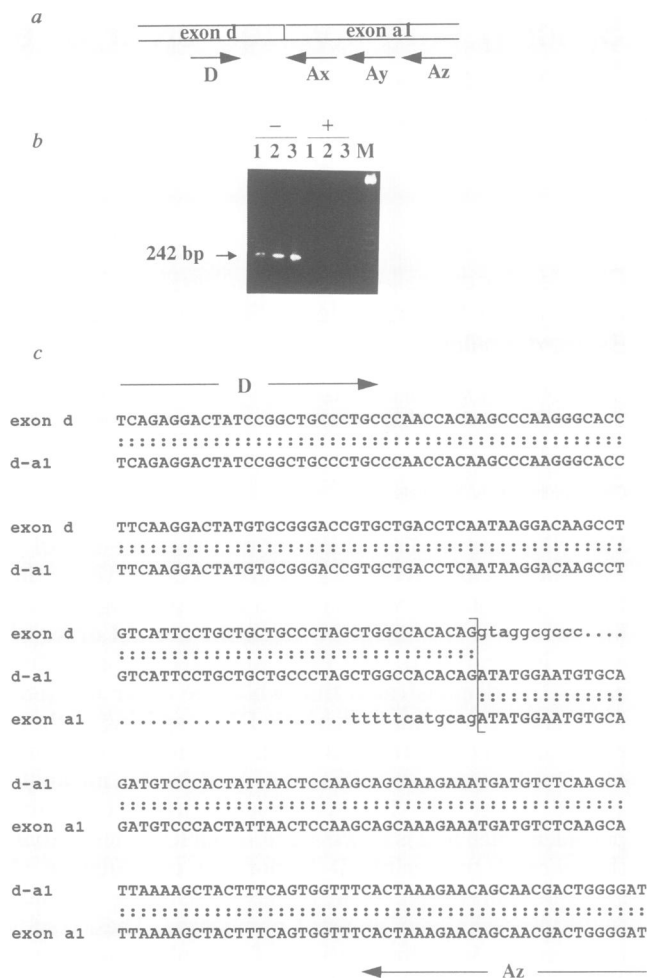 a
exon d exon a1
D Ax Ay Az
b
− +
1 2 3 1 2 3 M
242 bp
c
D
exon d TCAGAGGACTATCCGGCTGCCCTGCCCAACCACAAGCCCAAGGGCACC
::::::::::::::::::::::::::::::::::::::::::::::::
d-a1 TCAGAGGACTATCCGGCTGCCCTGCCCAACCACAAGCCCAAGGGCACC
exon d TTCAAGGACTATGTGCGGGACCGTGCTGACCTCAATAAGGACAAGCCT
::::::::::::::::::::::::::::::::::::::::::::::::
d-a1 TTCAAGGACTATGTGCGGGACCGTGCTGACCTCAATAAGGACAAGCCT
exon d GTCATTCCTGCTGCTGCCCTAGCTGGCCACACAGgtaggcgccc....
::::::::::::::::::::::::::::::::::
d-a1 GTCATTCCTGCTGCTGCCCTAGCTGGCCACACAGATATGGAATGTGCA
::::::::::::::
exon a1 ......................tttttcatgcagATATGGAATGTGCA
d-a1 GATGTCCCACTATTAACTCCAAGCAGCAAAGAAATGATGTCTCAAGCA
::::::::::::::::::::::::::::::::::::::::::::::::
exon a1 GATGTCCCACTATTAACTCCAAGCAGCAAAGAAATGATGTCTCAAGCA
d-a1 TTAAAAGCTACTTTCAGTGGTTTCACTAAAGAACAGCAACGACTGGGGAT
::::::::::::::::::::::::::::::::::::::::::::::::::
exon a1 TTAAAAGCTACTTTCAGTGGTTTCACTAAAGAACAGCAACGACTGGGGAT
Az